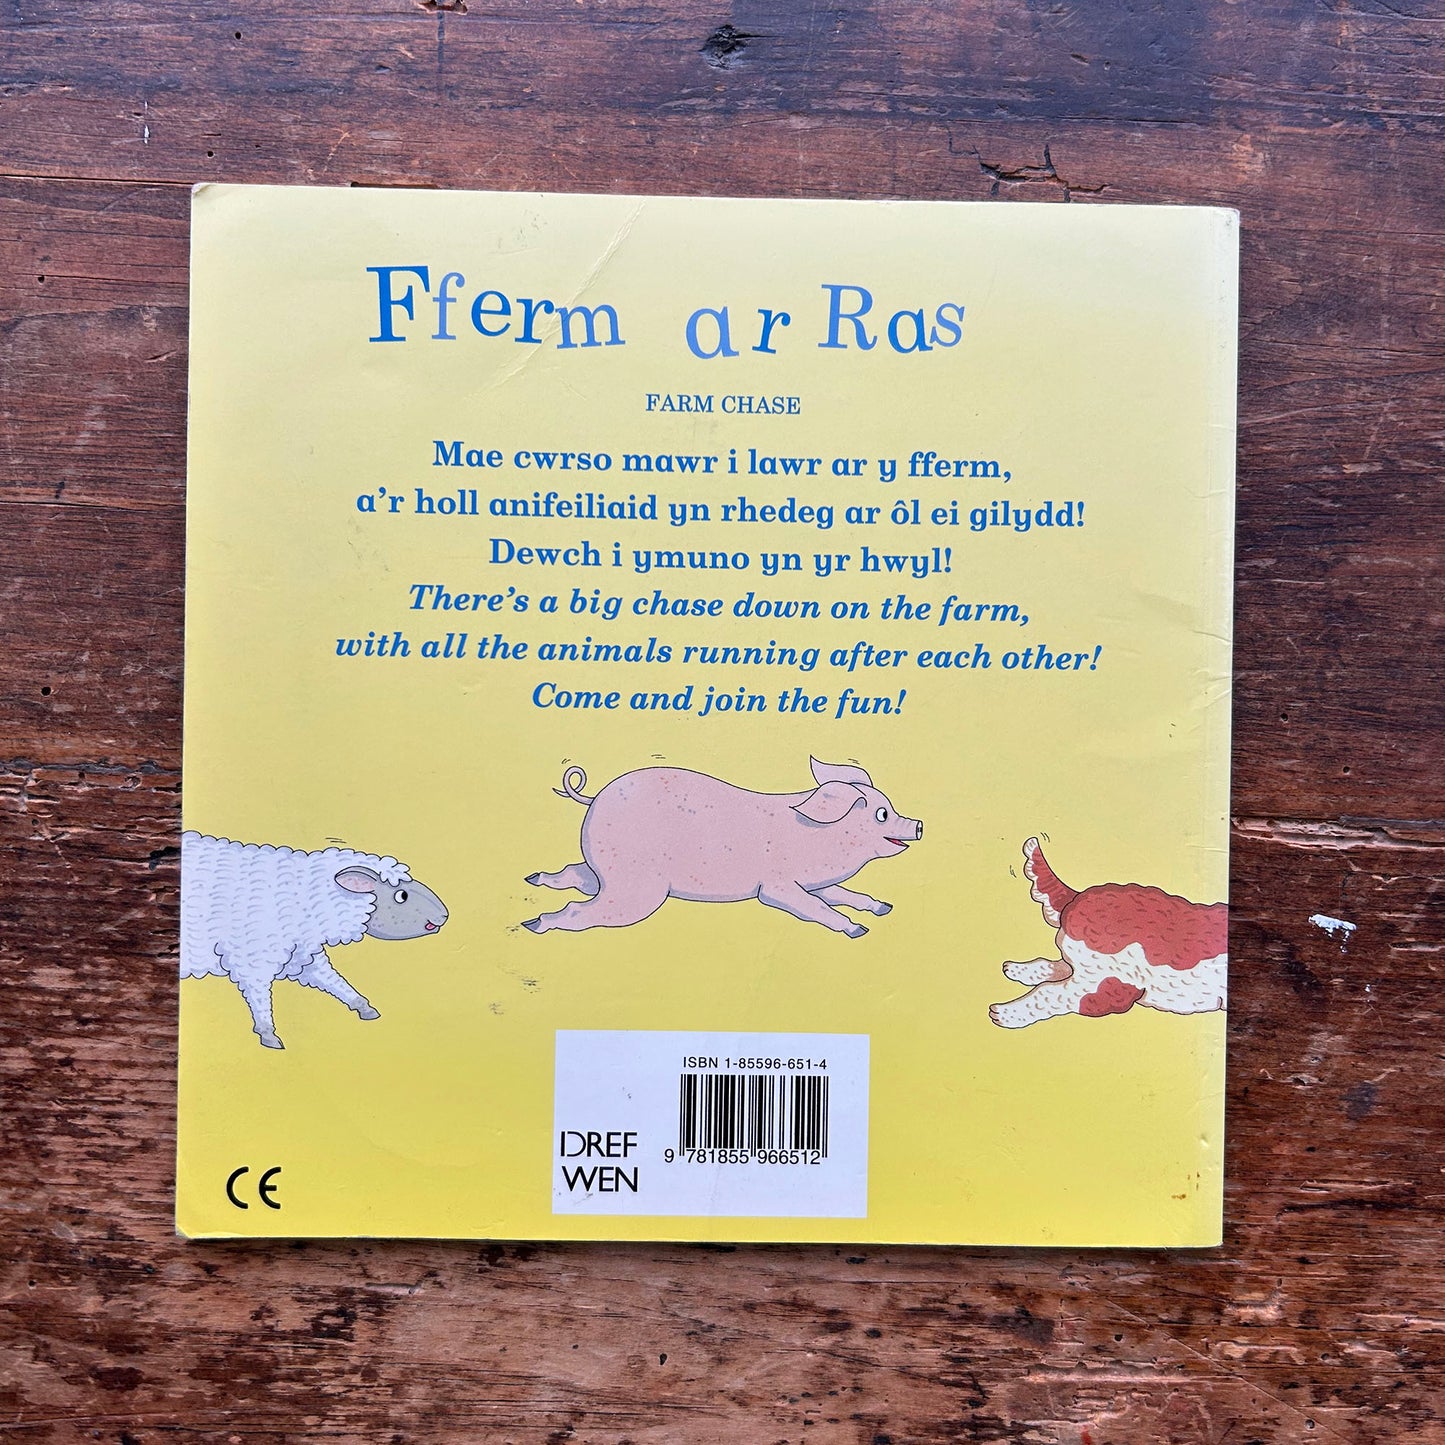 Fferm ar Ras
FARM CHASE
Mae cwrso mawr i lawr ar y fferm,
a'r holl anifeiliaid yn rhedeg ar ôl ei gilydd!
Dewch i ymuno yn yr hwyl!
There's a big chase down on the farm,
with all the animals running after each other!
Come and join the fun!
ISBN 1-85596-651-4
9 781855 966512
DREF
WEN
CE